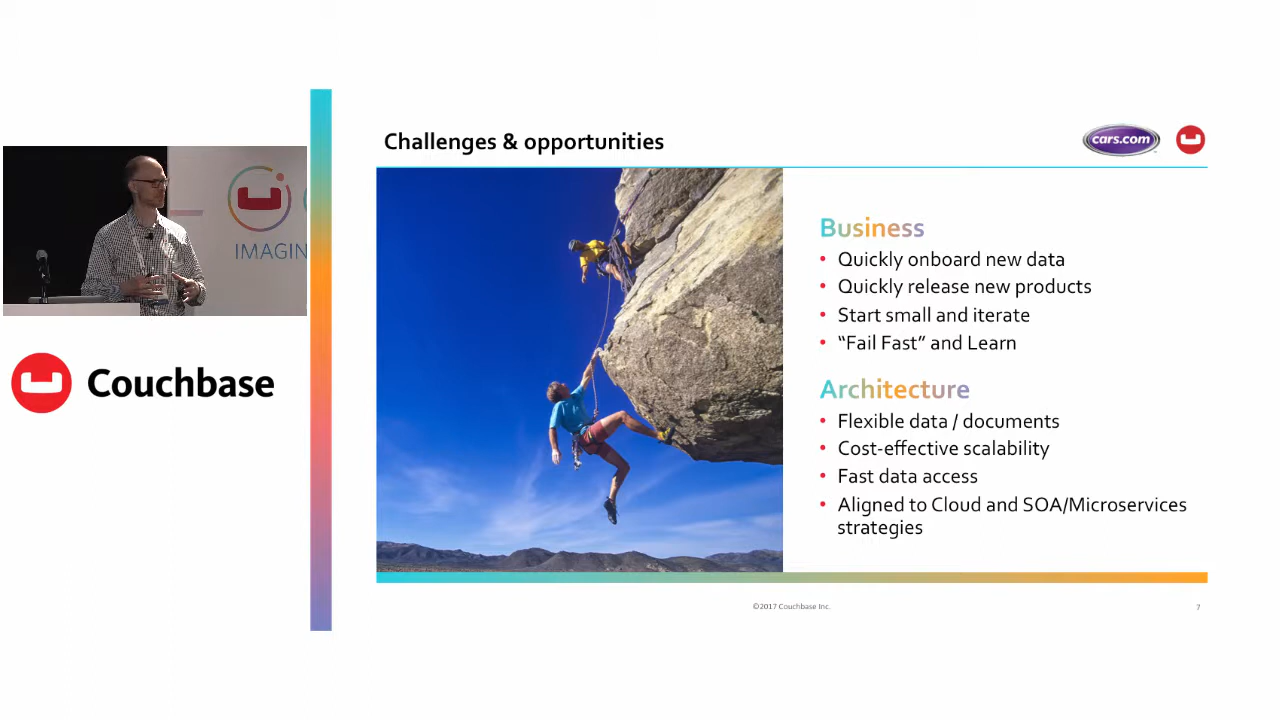 Challenges & opportunities
cars.com
Business
• Quickly onboard new data
• Quickly release new products
• Start small and iterate
• “Fail Fast” and Learn
Architecture
• Flexible data / documents
• Cost-effective scalability
• Fast data access
• Aligned to Cloud and SOA/Microservices
strategies
IMAGIN
Couchbase
©2017 Couchbase Inc.
7